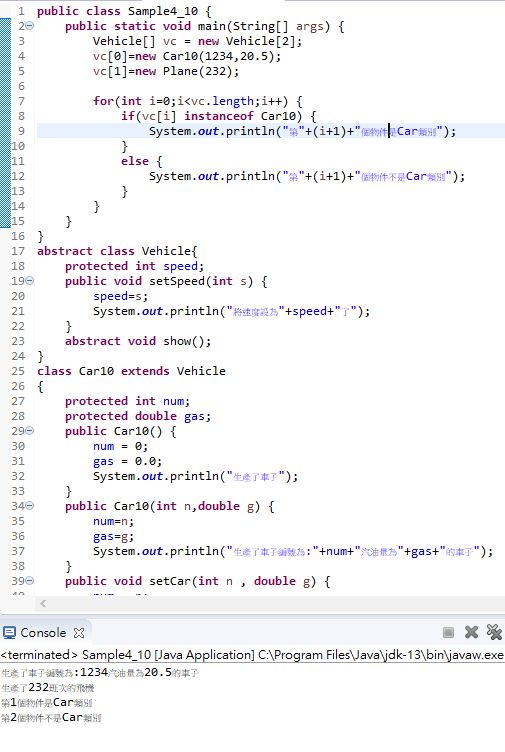 1 public class Sample4_10 {
2 public static void main(String[] args) {
3 Vehicle[] vc = new Vehicle[2];
4 vc[0]=new Car10(1234,20.5);
5 vc[1]=new Plane(232);
6
7 for(int i=0;i<vc.length;i++) {
8 if(vc[i] instanceof Car10) {
9 System.out.println("第"+(i+1)+"個物件是Car類別");
10 }
11 else {
12 System.out.println("第"+(i+1)+"個物件不是Car類別");
13 }
14 }
15 }
16 }
17 abstract class Vehicle{
18 protected int speed;
19 public void setSpeed(int s) {
20 speed=s;
21 System.out.println("將速度設為"+speed+"了");
22 }
23 abstract void show();
24 }
25 class Car10 extends Vehicle
26 {
27 protected int num;
28 protected double gas;
29 public Car10() {
30 num = 0;
31 gas = 0.0;
32 System.out.println("生產了車子");
33 }
34 public Car10(int n,double g) {
35 num=n;
36 gas=g;
37 System.out.println("生產了車子編號為:"+num+"汽油量為"+gas+"的車子");
38 }
39 public void setCar(int n , double g) {
Console
<terminated> Sample4_10 [Java Application] C:\Program Files\Java\jdk-13\bin\javaw.exe
生產了車子編號為:1234汽油量為20.5的車子
生產了232班次的飛機
第1個物件是Car類別
第2個物件不是Car類別